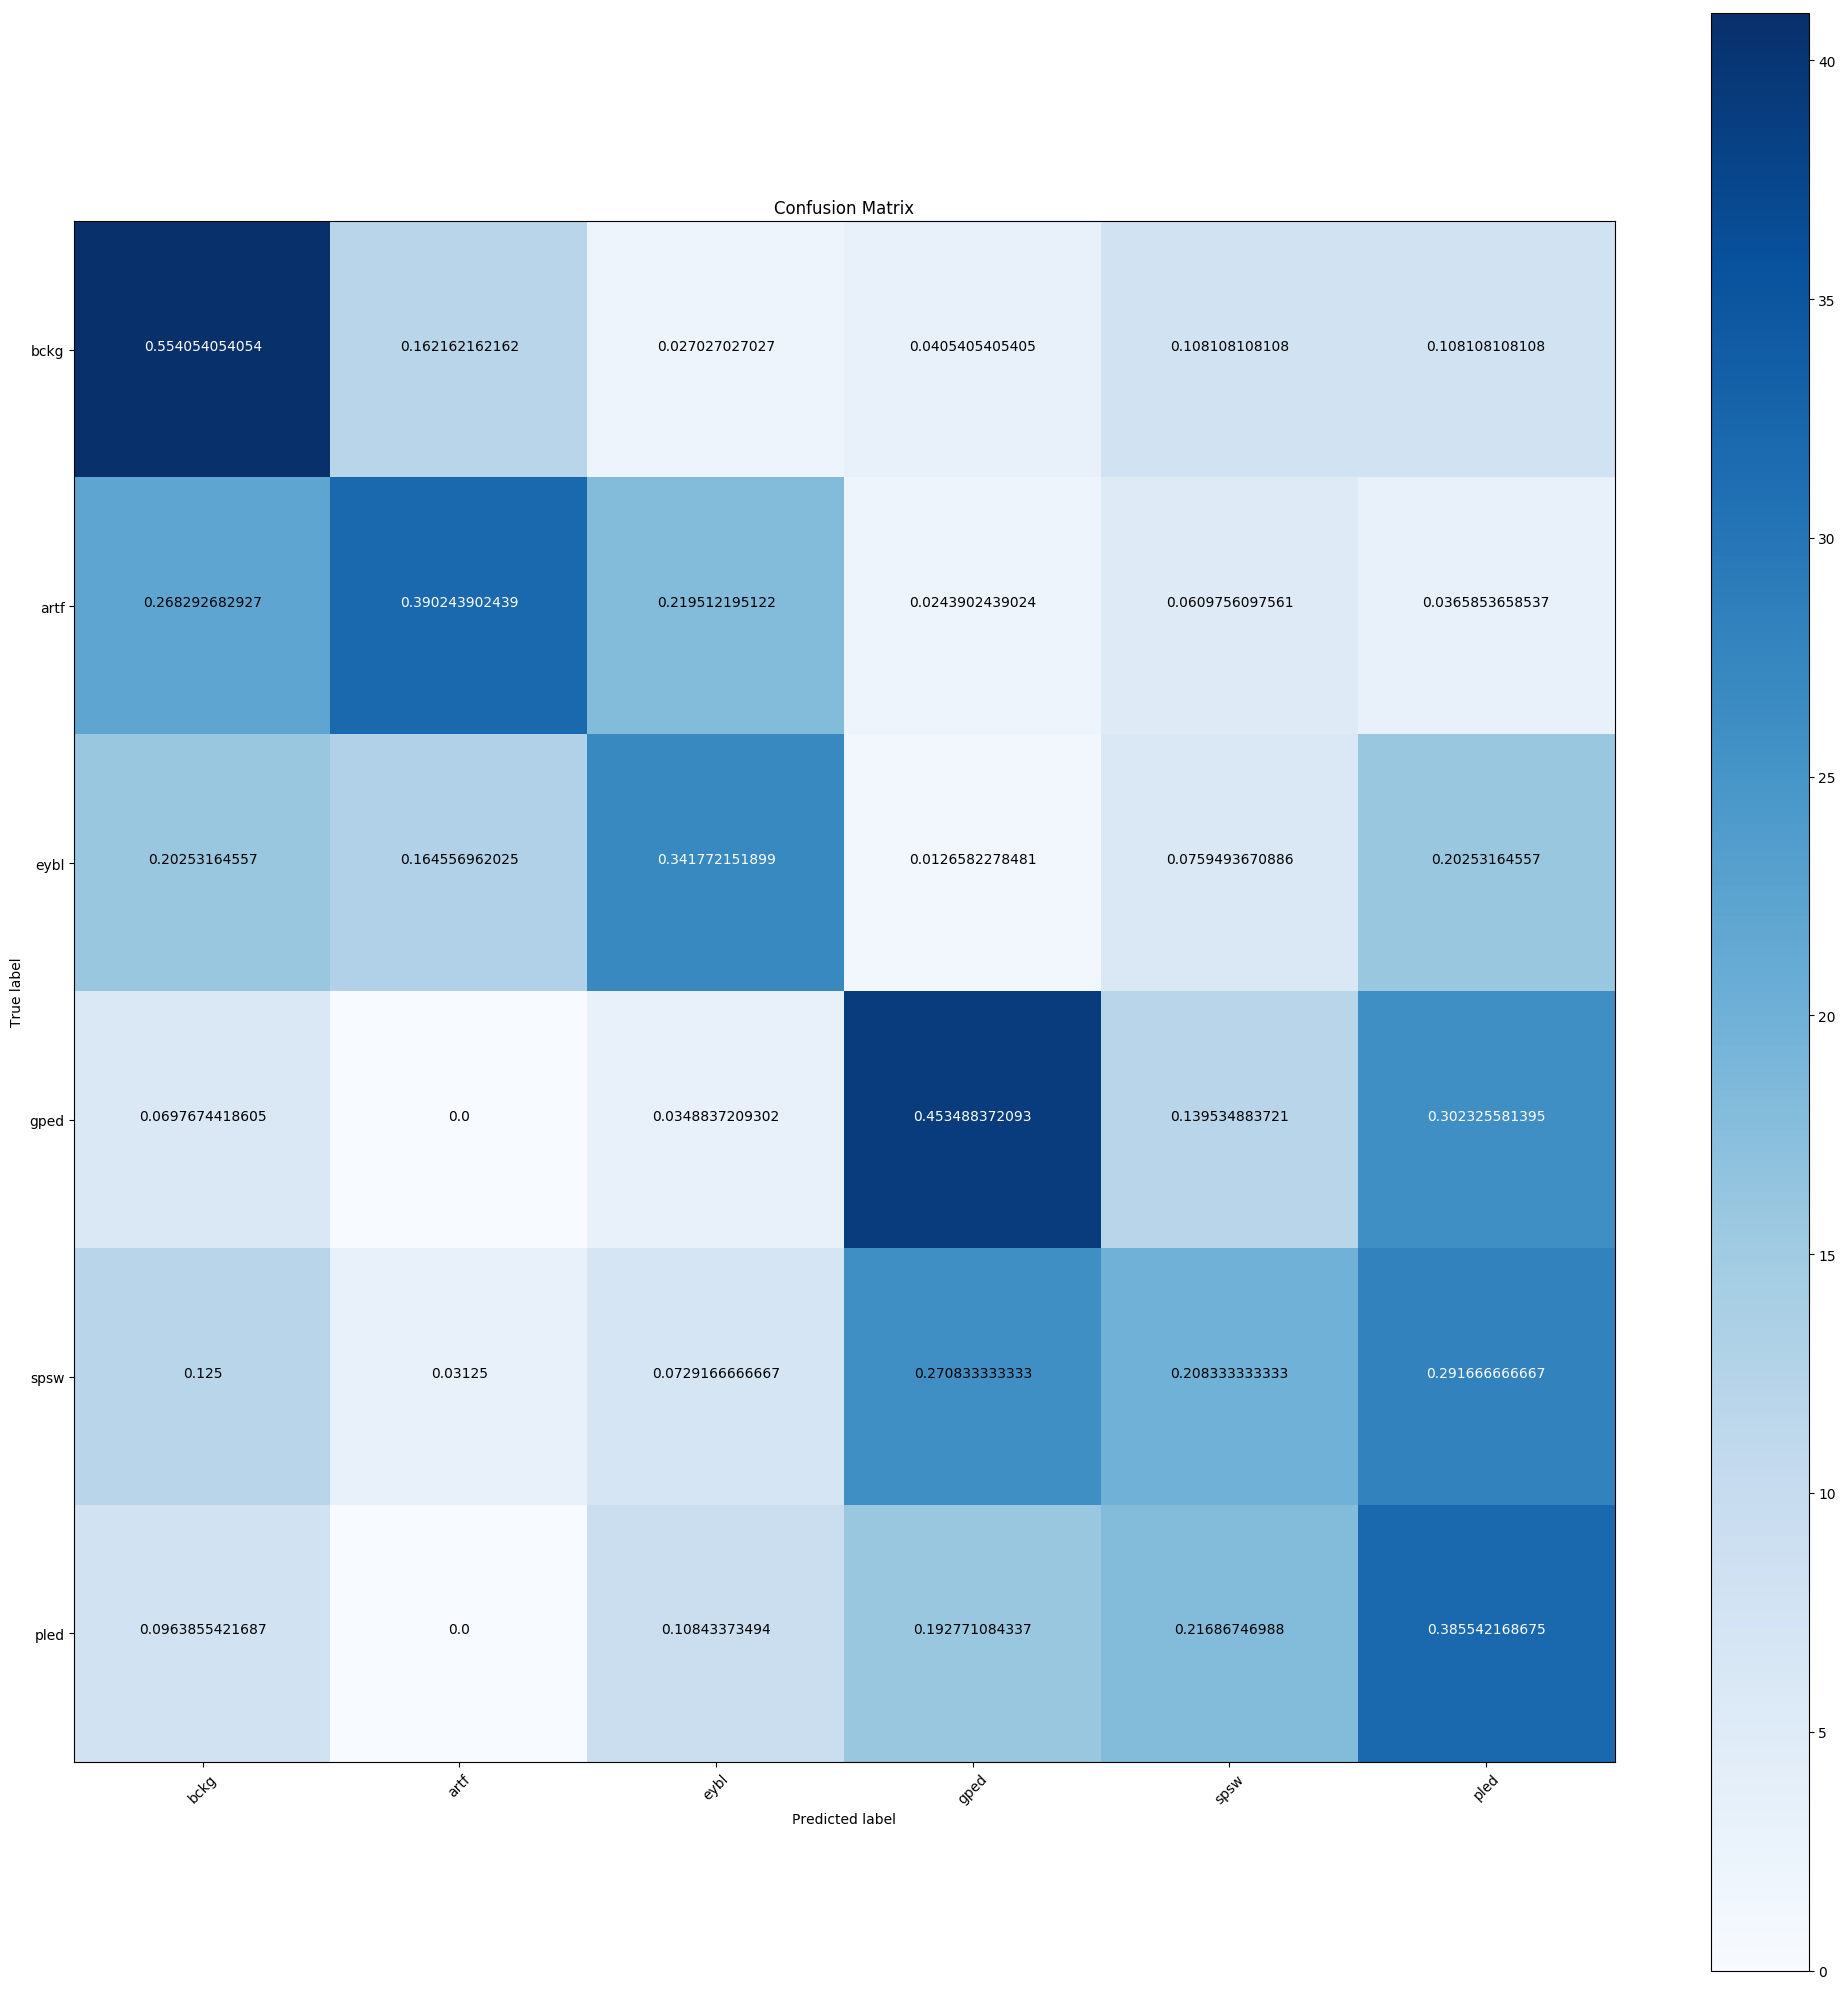 Confusion Matrix
bckg 0.554054054054 0.162162162162 0.027027027027 0.0405405405405 0.108108108108 0.108108108108
artf 0.268292682927 0.390243902439 0.219512195122 0.0243902439024 0.0609756097561 0.0365853658537
eybl 0.20253164557 0.164556962025 0.341772151899 0.0126582278481 0.0759493670886 0.20253164557
gped 0.0697674418605 0.0 0.0348837209302 0.453488372093 0.139534883721 0.302325581395
spsw 0.125 0.03125 0.0729166666667 0.270833333333 0.208333333333 0.291666666667
pled 0.0963855421687 0.0 0.10843373494 0.192771084337 0.21686746988 0.385542168675
True label
bckg artf eybl gped spsw pled
Predicted label
40
35
30
25
20
15
10
5
0